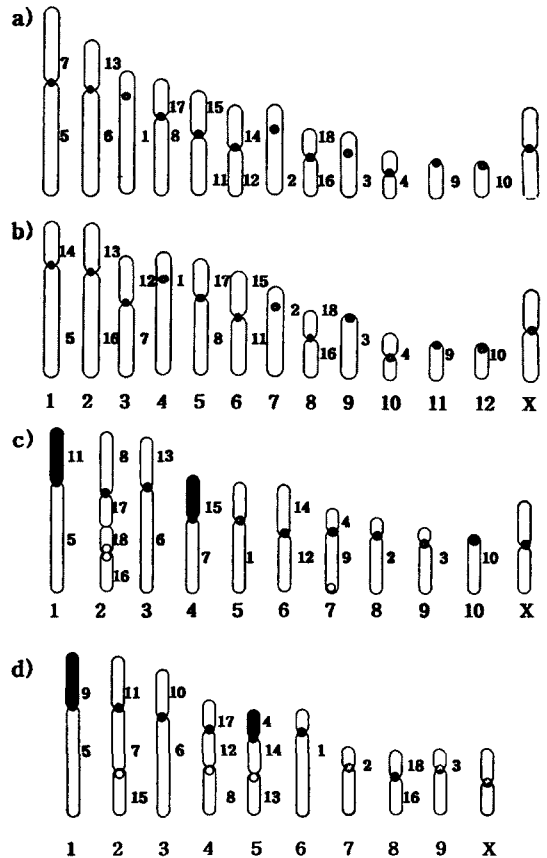 a)
7 13
17 15
5 6 1 8 14 18
11 12 2 16 3 4 9 10
b)
14 13
12 1 17 15
2 18
5 16 7 8 11 3
16 4 9 10
1 2 3 4 5 6 7 8 9 10 11 12 X
c)
11 8 13
17 15 14
4
18
5 6 7 1 12 9 2 3 10
16
1 2 3 4 5 6 7 8 9 10 X
d)
9 11 10
17 4
5 7 6 12 14 1
2 18 3
15 8 13 16
1 2 3 4 5 6 7 8 9 X